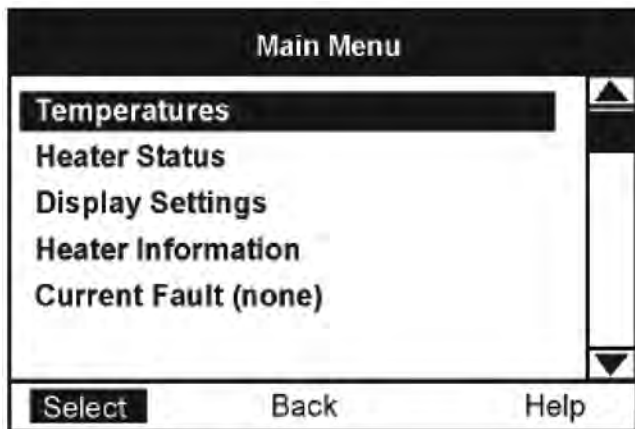 Main Menu
Temperatures
Heater Status
Display Settings
Heater Information
Current Fault (none)
Select Back Help